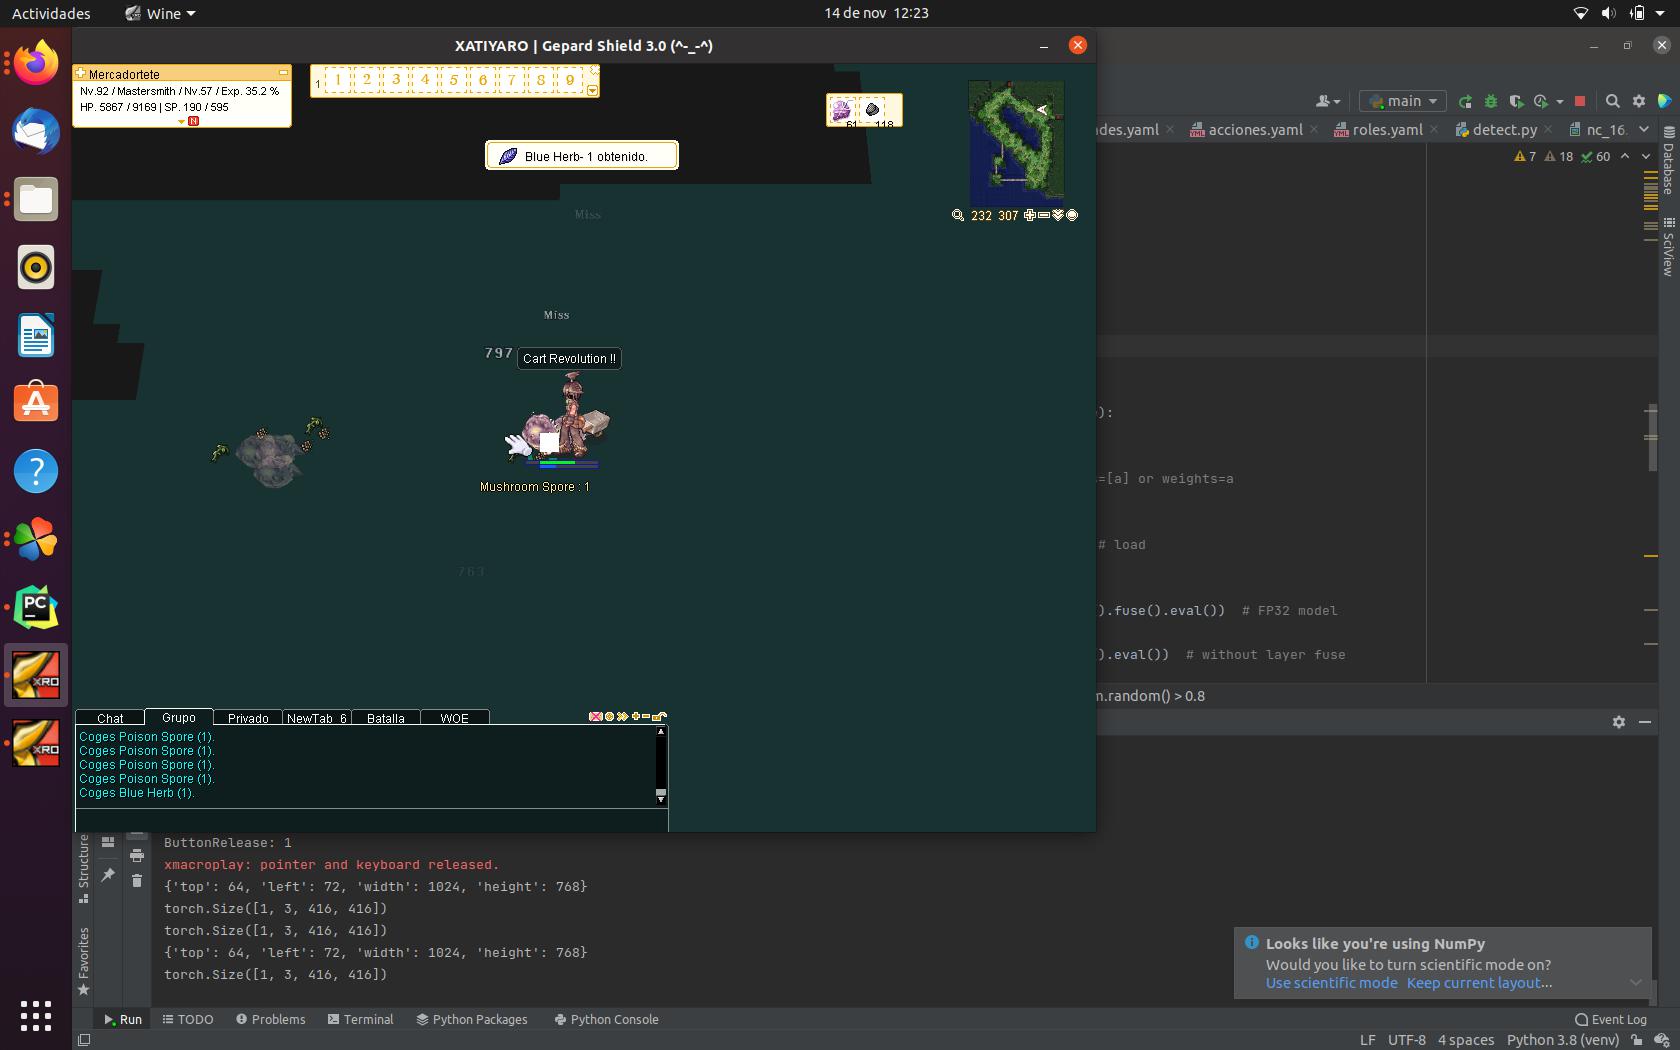 Actividades
Wine
14 de nov 12:23
XATIYARO | Gepard Shield 3.0 (^-_-^)
Mercadortete
Nv.92 / Mastersmith / Nv.57 / Exp. 35.2 %
HP. 5867 / 9169 | SP. 190 / 595
N
1
1 2 3 4 5 6 7 8 9
61 118
Blue Herb- 1 obtenido.
232 307
Miss
Miss
797
Cart Revolution !!
Mushroom Spore : 1
763
Chat
Grupo
Privado
NewTab_6
Batalla
WOE
Coges Poison Spore (1).
Coges Poison Spore (1).
Coges Poison Spore (1).
Coges Poison Spore (1).
Coges Blue Herb (1).
main
des.yaml
acciones.yaml
roles.yaml
detect.py
nc_16.
7 18 60
Database
SciView
):
=[a] or weights=a
# load
).fuse().eval()) # FP32 model
).eval()) # without layer fuse
m.random() > 0.8
PC
XRO
XRO
Structure
Favorites
ButtonRelease: 1
xmacroplay: pointer and keyboard released.
{'top': 64, 'left': 72, 'width': 1024, 'height': 768}
torch.Size([1, 3, 416, 416])
torch.Size([1, 3, 416, 416])
{'top': 64, 'left': 72, 'width': 1024, 'height': 768}
torch.Size([1, 3, 416, 416])
Looks like you're using NumPy
Would you like to turn scientific mode on?
Use scientific mode Keep current layout...
Run
TODO
Problems
Terminal
Python Packages
Python Console
Event Log
LF UTF-8 4 spaces Python 3.8 (venv)